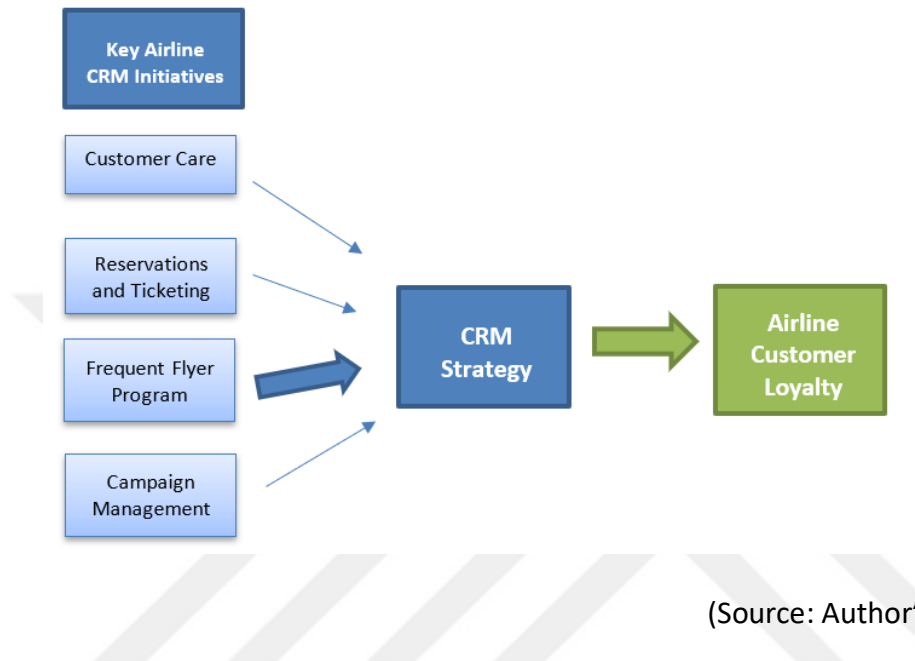 Key Airline
CRM Initiatives
Customer Care
Reservations
and Ticketing
Frequent Flyer
Program
Campaign
Management
CRM
Strategy
Airline
Customer
Loyalty
(Source: Author'